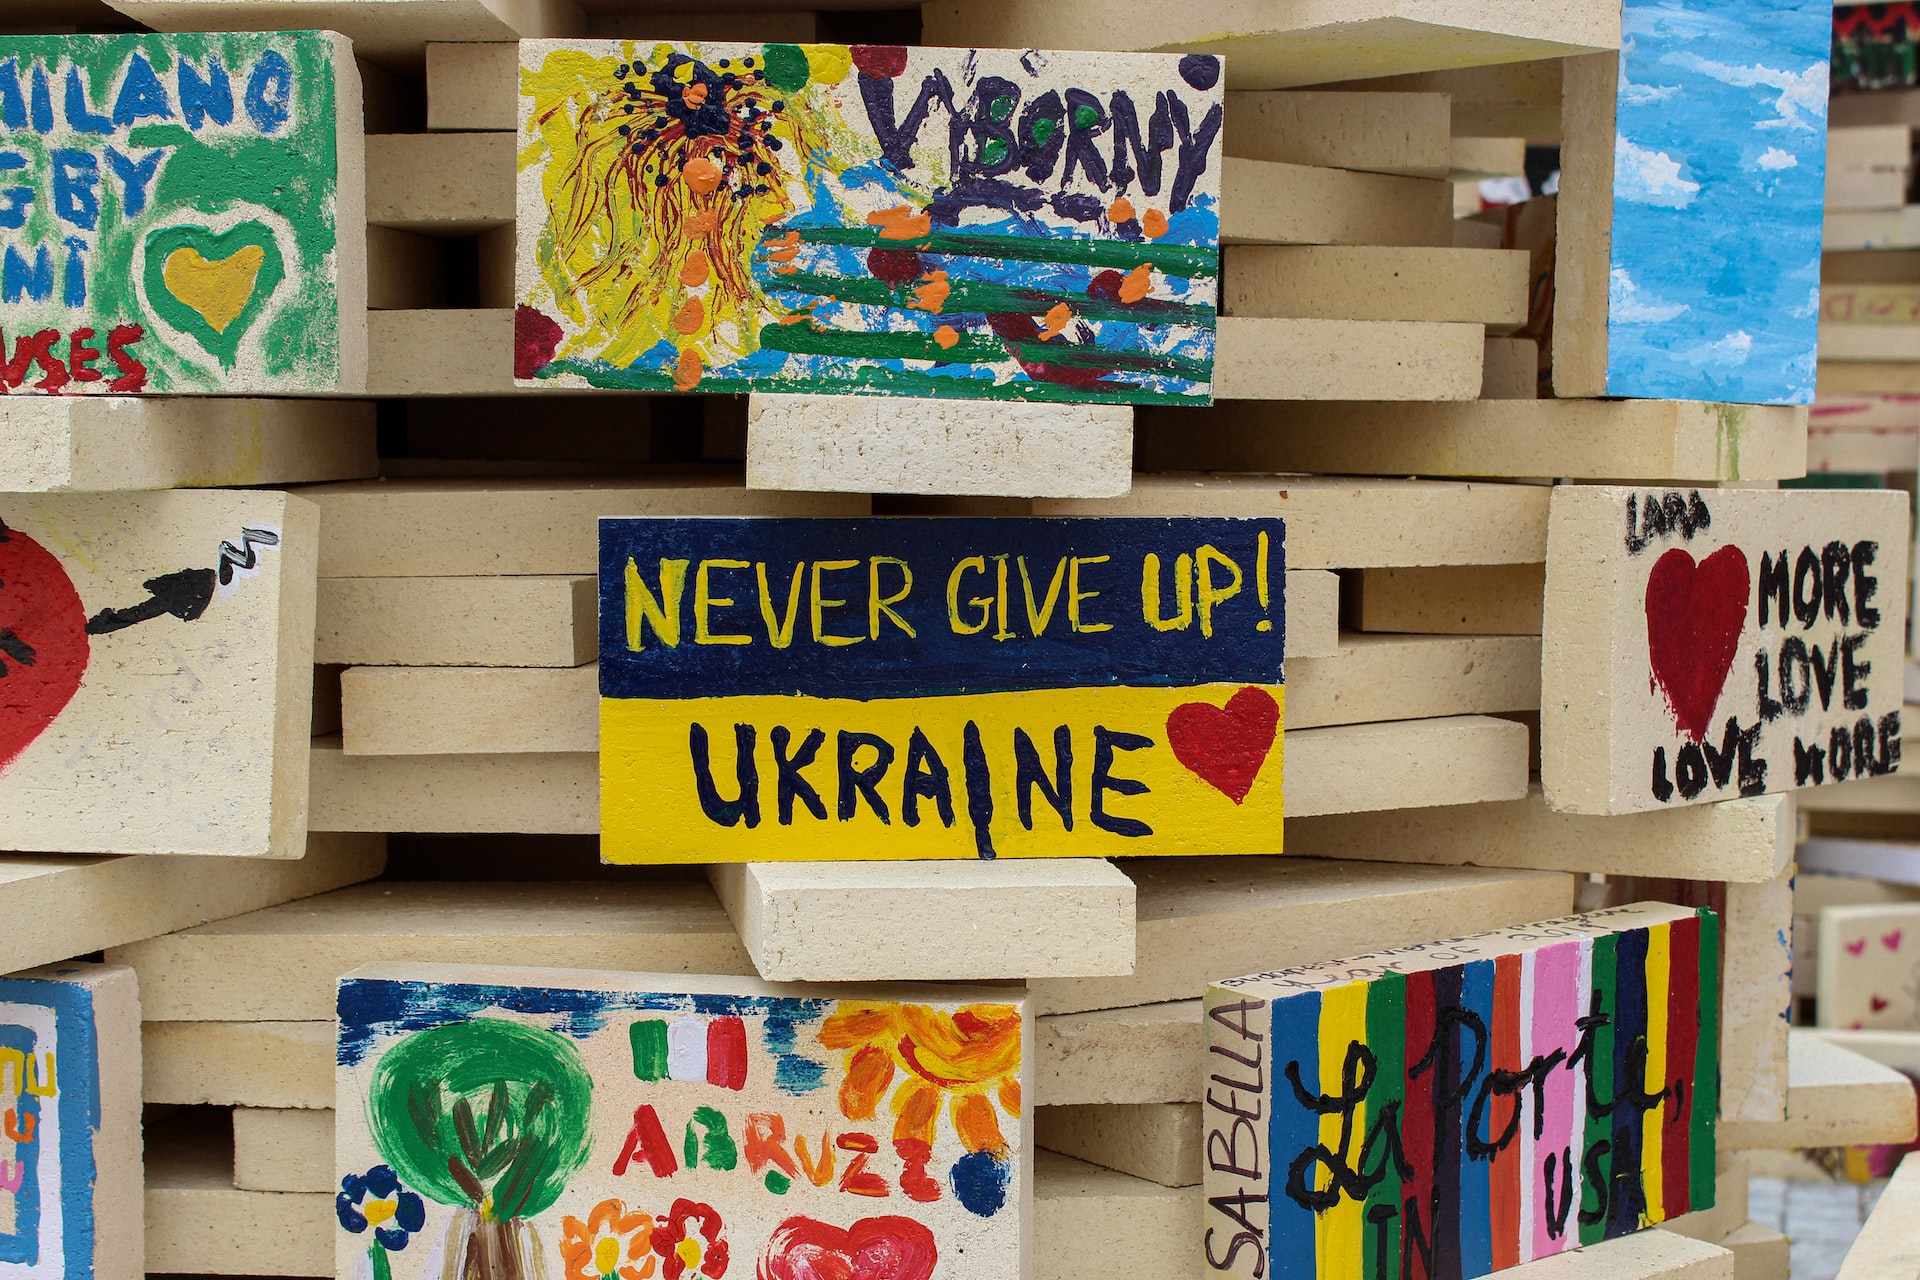 MILANO
GBY
NI
USES
VYBORNY
NEVER GIVE UP!
UKRAINE
LARA
MORE
LOVE
LOVE MORE
ABRUZZI
SABELLA
La Porte,
IN USA